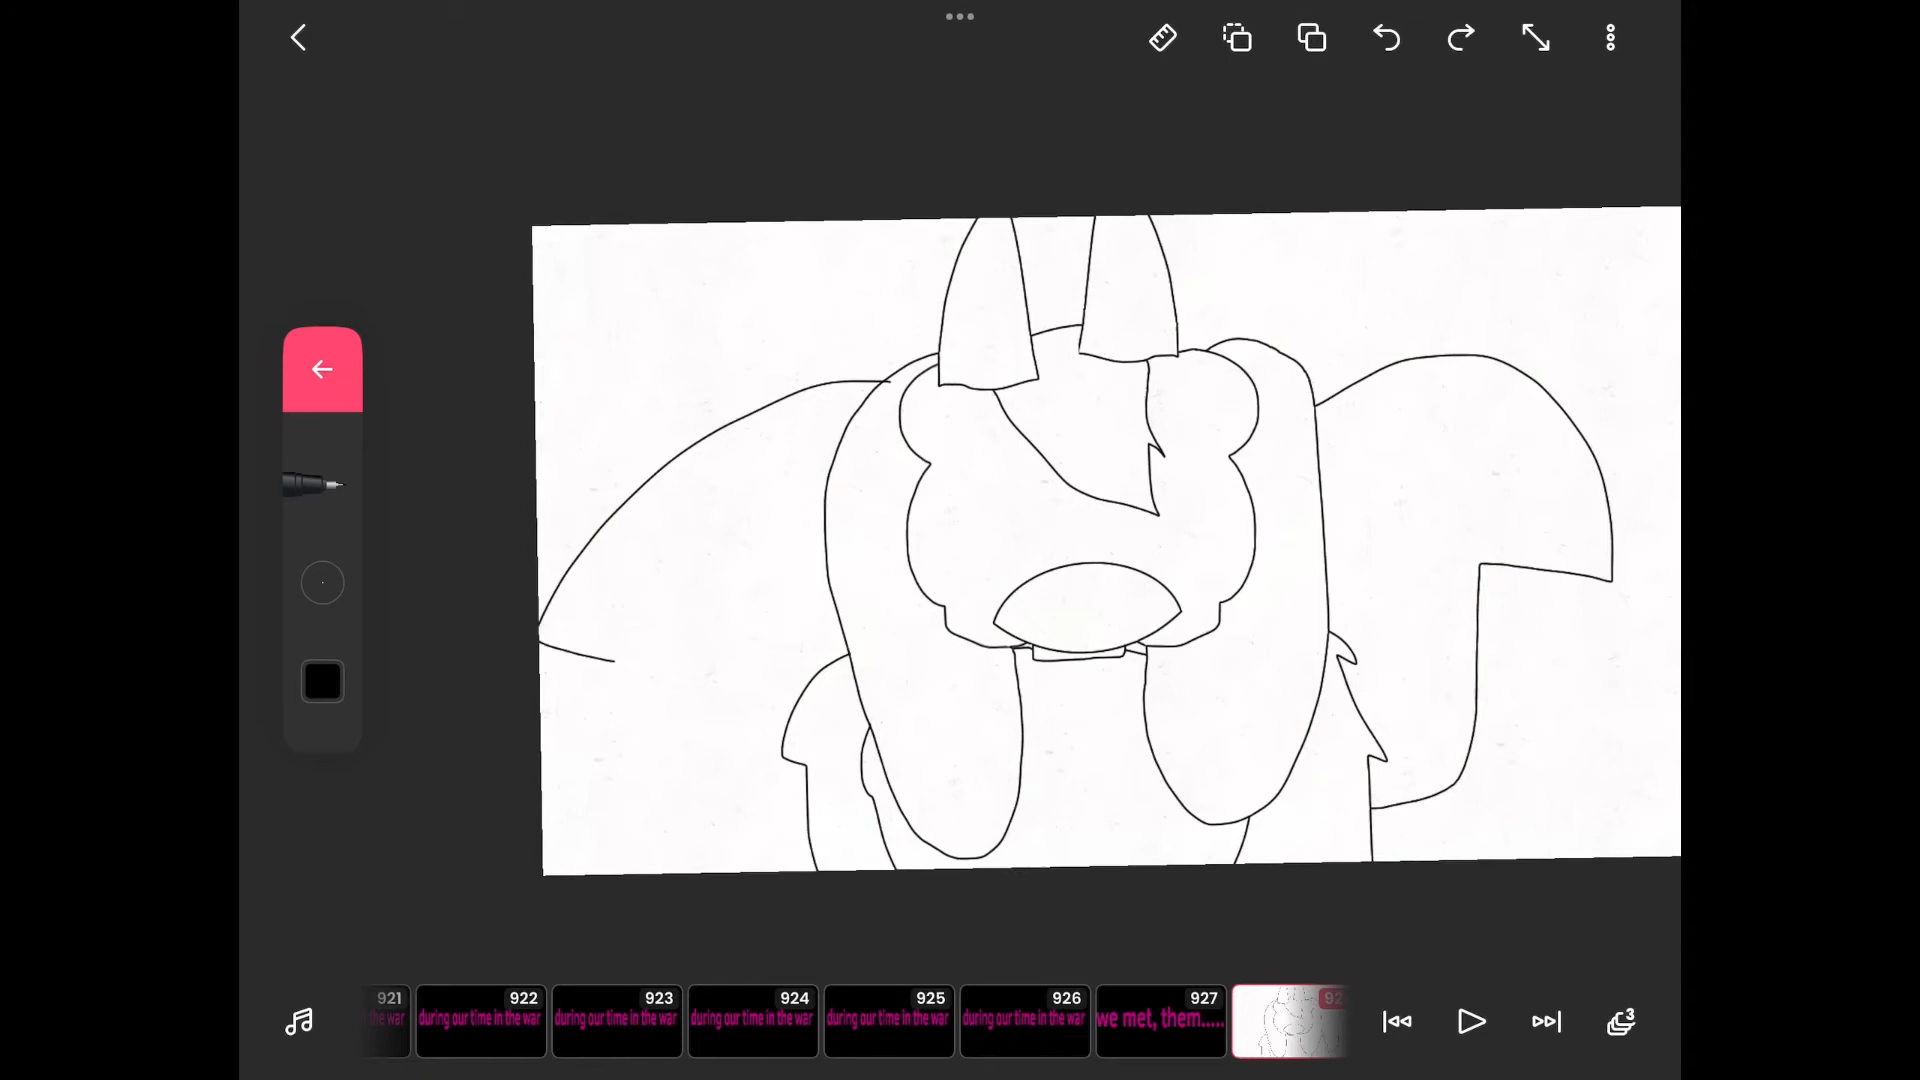 921
922
923
924
925
926
927
92
the war
during our time in the war
during our time in the war
during our time in the war
during our time in the war
during our time in the war
we met, them.....
3